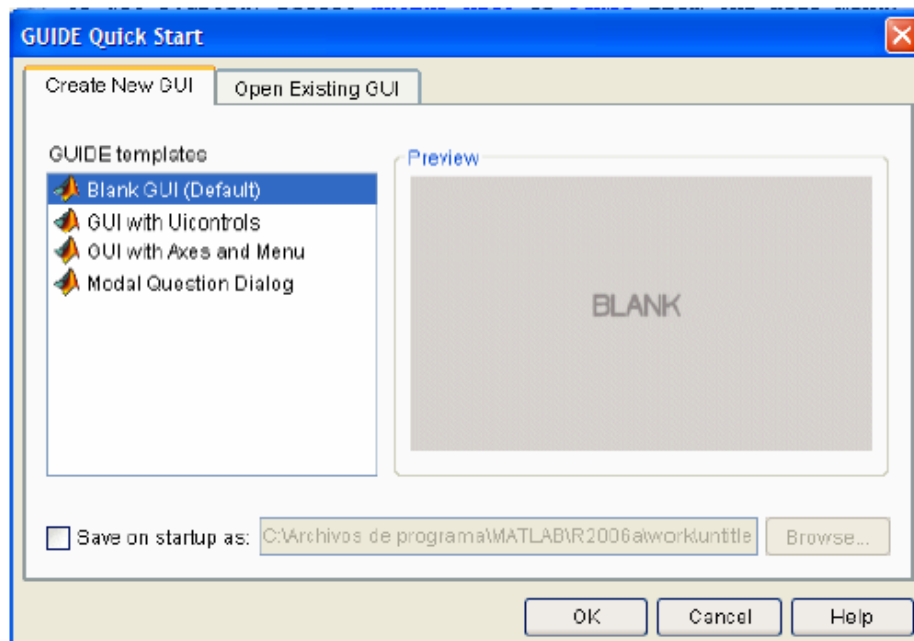 GUIDE Quick Start
Create New GUI
Open Existing GUI
GUIDE templates
Blank GUI (Default)
GUI with Uicontrols
GUI with Axes and Menu
Modal Question Dialog
Preview
BLANK
Save on startup as:
C:\Archivos de programa\MATLAB\R2006a\work\untitle
Browse...
OK
Cancel
Help